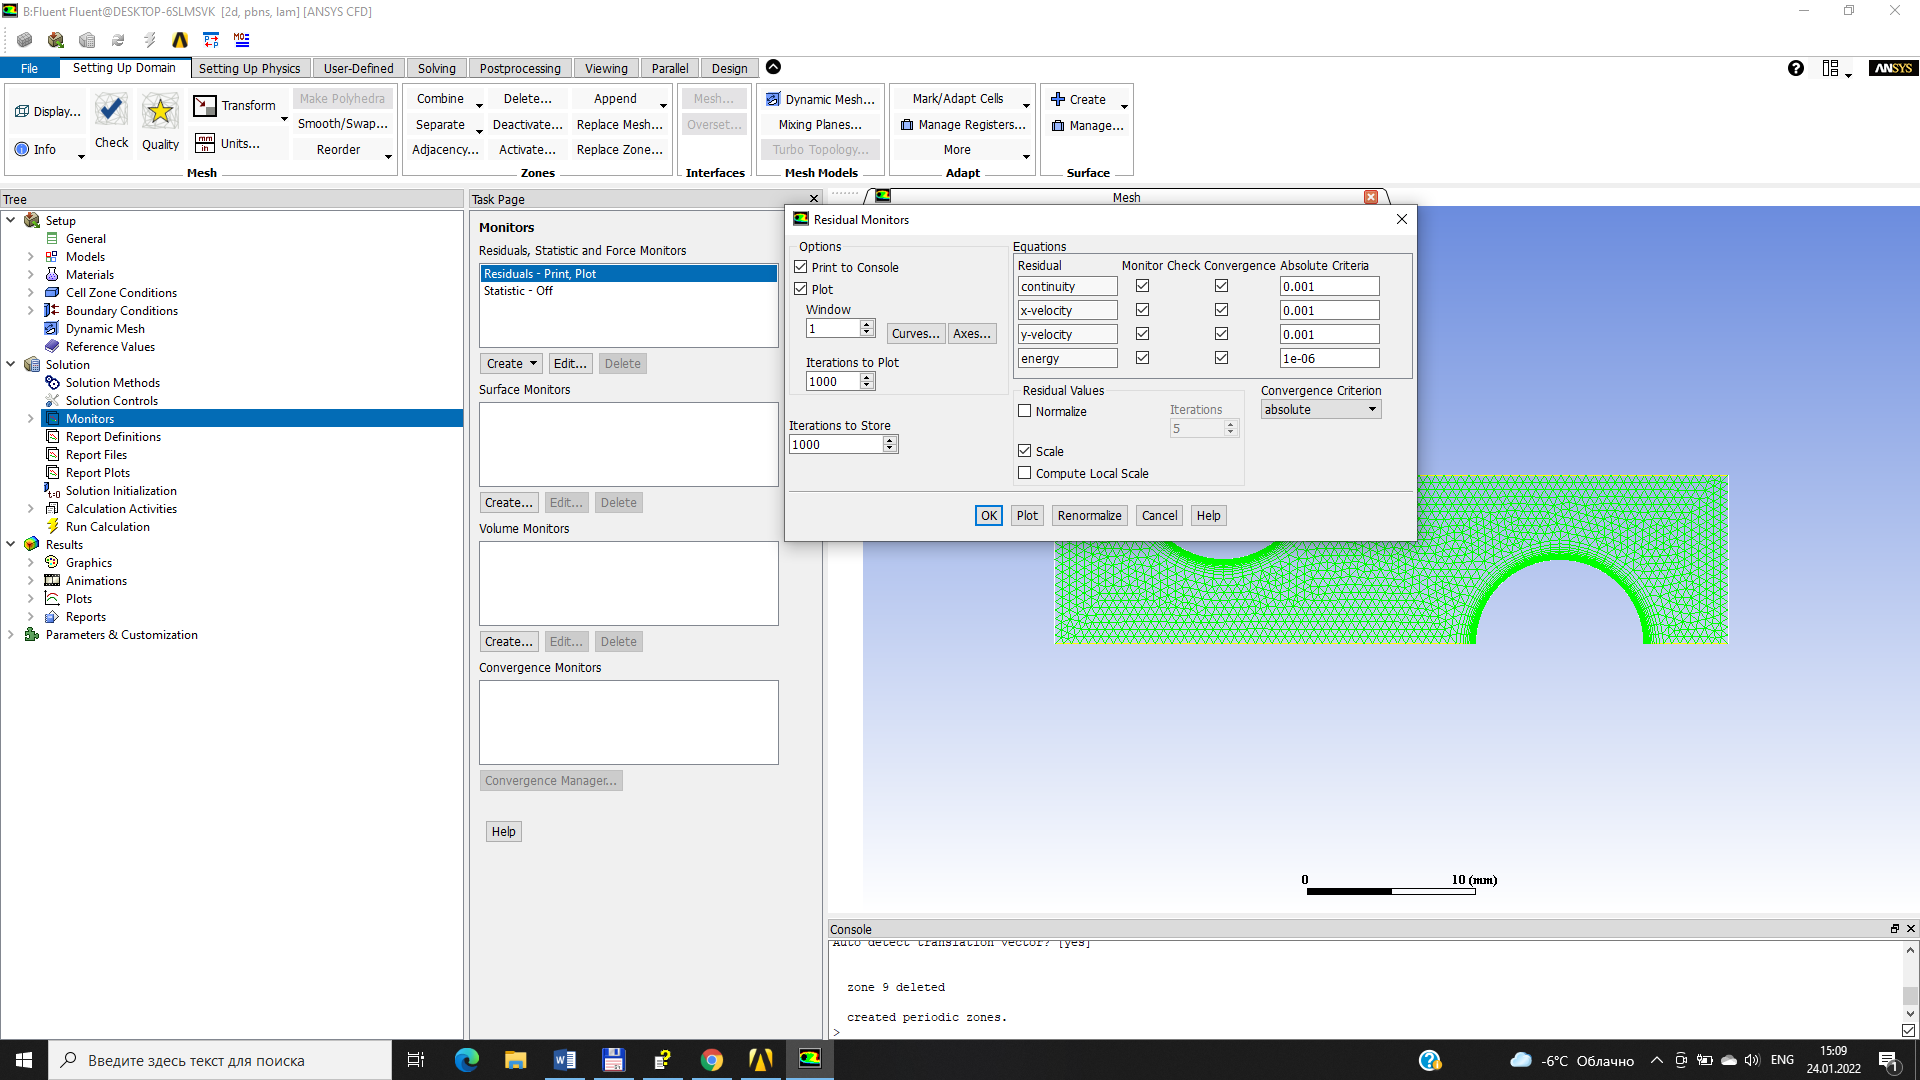 B:Fluent Fluent@DESKTOP-6SLMSVK [2d, pbns, lam] [ANSYS CFD]
File Setting Up Domain Setting Up Physics User-Defined Solving Postprocessing Viewing Parallel Design
ANSYS
Display... Check Quality Transform Make Polyhedra
Smooth/Swap...
Info Units... Reorder
Mesh
Combine Delete... Append
Separate Deactivate... Replace Mesh...
Adjacency... Activate... Replace Zone...
Zones
Mesh...
Overset...
Interfaces
Dynamic Mesh...
Mixing Planes...
Turbo Topology...
Mesh Models
Mark/Adapt Cells
Manage Registers...
More
Adapt
Create
Manage...
Surface
Tree
Setup
General
Models
Materials
Cell Zone Conditions
Boundary Conditions
Dynamic Mesh
Reference Values
Solution
Solution Methods
Solution Controls
Monitors
Report Definitions
Report Files
Report Plots
Solution Initialization
Calculation Activities
Run Calculation
Results
Graphics
Animations
Plots
Reports
Parameters & Customization
Task Page
Monitors
Residuals, Statistic and Force Monitors
Residuals - Print, Plot
Statistic - Off
Create Edit... Delete
Surface Monitors
Create... Edit... Delete
Volume Monitors
Create... Edit... Delete
Convergence Monitors
Convergence Manager...
Help
Mesh
Residual Monitors
Options
Print to Console
Plot
Window
1 Curves... Axes...
Iterations to Plot
1000
Iterations to Store
1000
Equations
Residual Monitor Check Convergence Absolute Criteria
continuity 0.001
x-velocity 0.001
y-velocity 0.001
energy 1e-06
Residual Values
Normalize
Iterations
5
Scale
Compute Local Scale
Convergence Criterion
absolute
OK Plot Renormalize Cancel Help
0 10 (mm)
Console
Auto detect translation vector? [yes]
zone 9 deleted
created periodic zones.
>
Введите здесь текст для поиска
-6°C Облачно
ENG
15:09
24.01.2022
1